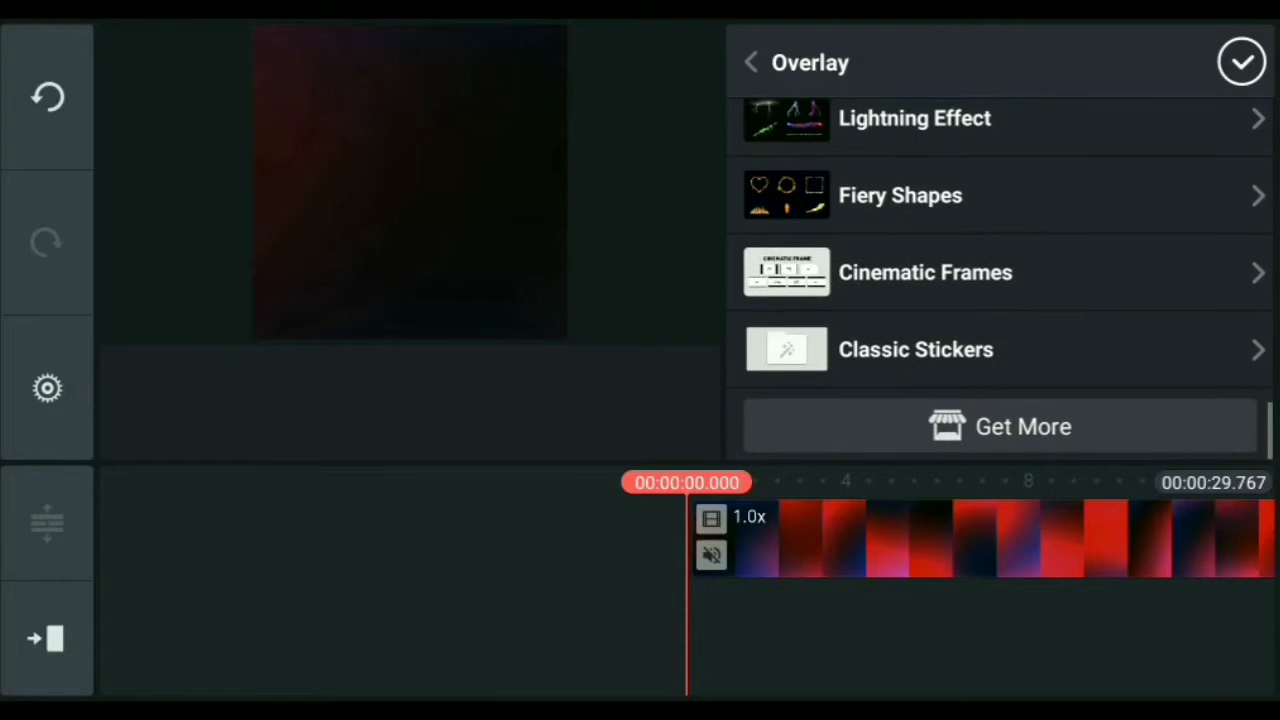 Overlay
Lightning Effect
Fiery Shapes
CINEMATIC FRAME
Cinematic Frames
Classic Stickers
Get More
00:00:00.000
4
8
00:00:29.767
1.0x